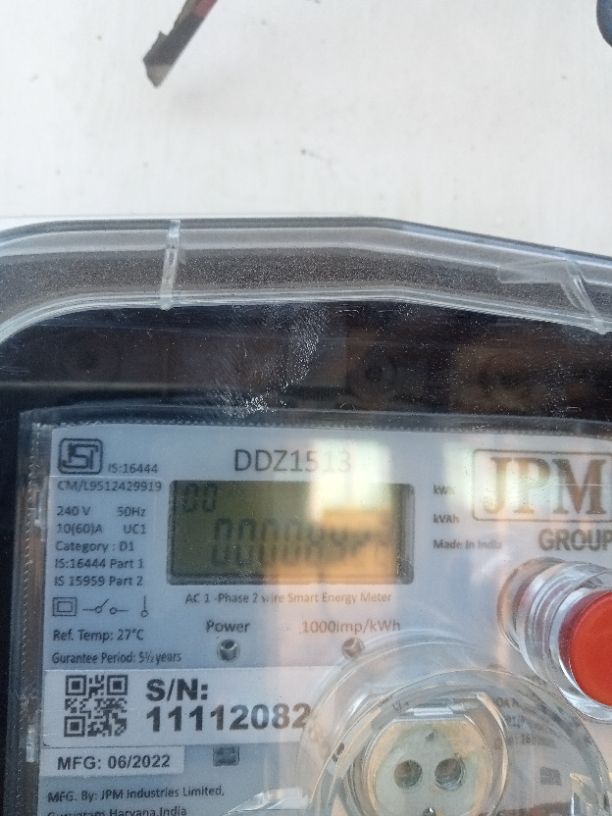 IS:16444
CM/L9512429919
DDZ1513
JPM
GROUP
240 V 50Hz
10(60)A UC1
Category : D1
IS:16444 Part 1
IS 15959 Part 2
100
kWh
kVAh
Made in India
AC 1 -Phase 2 wire Smart Energy Meter
Ref. Temp: 27°C
Power
1000imp/kWh
Gurantee Period: 5½ years
S/N:
11112082
MFG: 06/2022
MFG. By: JPM Industries Limited,
Gurugram,Haryana,India